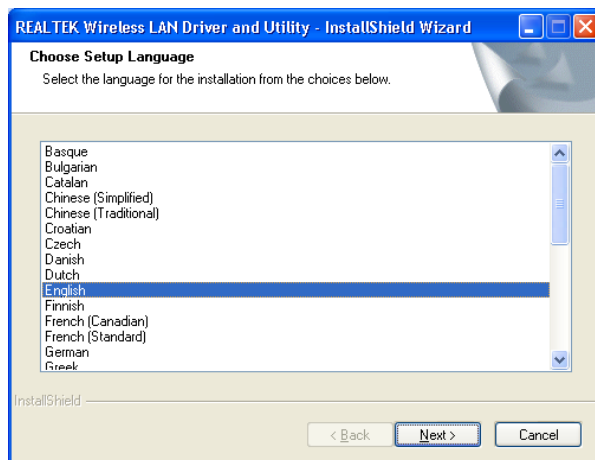 REALTEK Wireless LAN Driver and Utility - InstallShield Wizard
Choose Setup Language
Select the language for the installation from the choices below.
Basque
Bulgarian
Catalan
Chinese (Simplified)
Chinese (Traditional)
Croatian
Czech
Danish
Dutch
English
Finnish
French (Canadian)
French (Standard)
German
Greek
InstallShield
< Back
Next >
Cancel